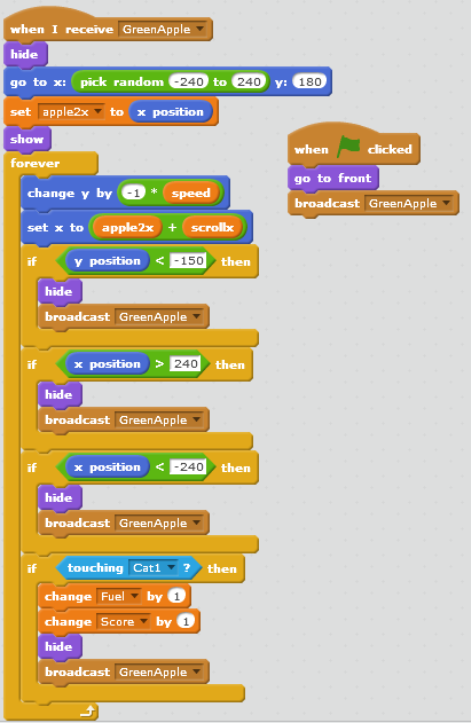 when I receive GreenApple
hide
go to x: pick random -240 to 240 y: 180
set apple2x to x position
show
forever
change y by -1 * speed
set x to apple2x + scrollx
if y position < -150 then
hide
broadcast GreenApple
if x position > 240 then
hide
broadcast GreenApple
if x position < -240 then
hide
broadcast GreenApple
if touching Cat1 ? then
change Fuel by 1
change Score by 1
hide
broadcast GreenApple
when clicked
go to front
broadcast GreenApple